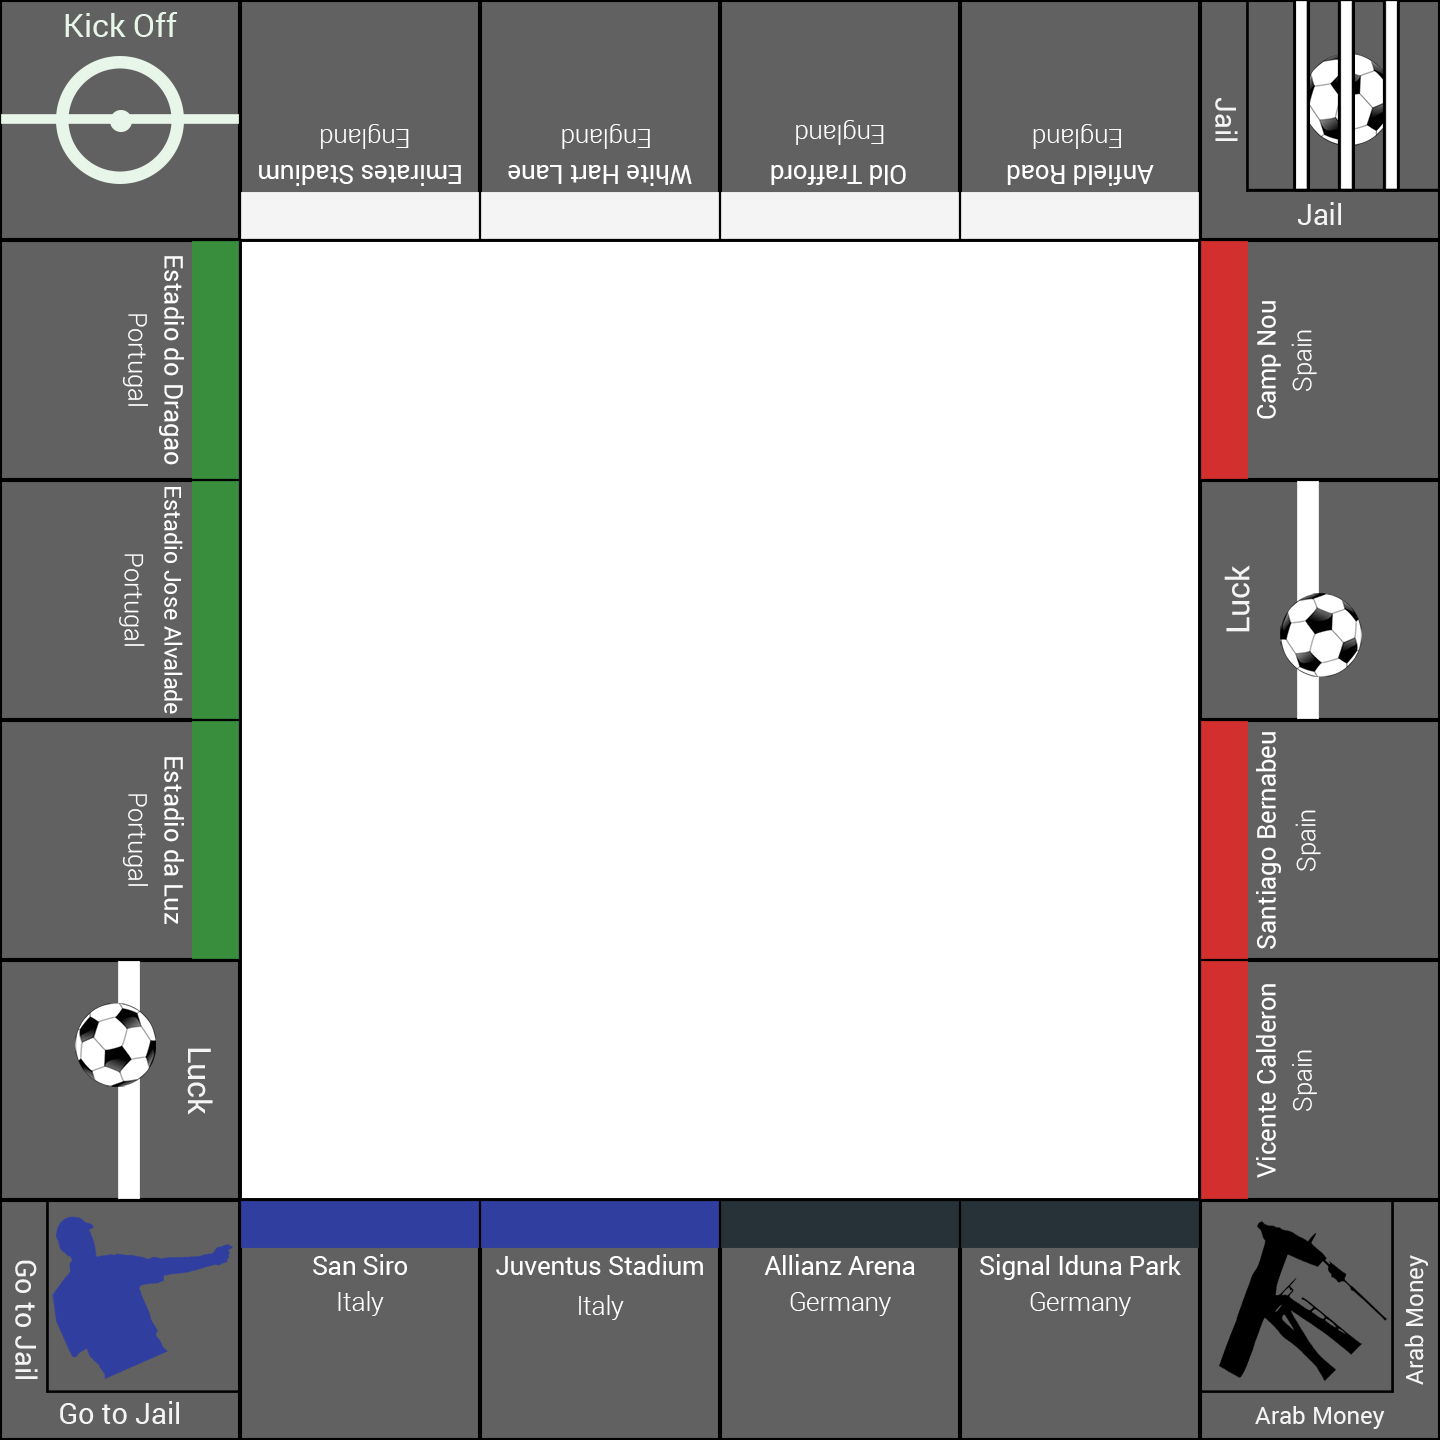 Kick Off
England
Emirates Stadium
England
White Hart Lane
England
Old Trafford
England
Anfield Road
Jail
Jail
Camp Nou
Spain
Luck
Santiago Bernabeu
Spain
Vicente Calderon
Spain
Arab Money
Arab Money
Signal Iduna Park
Germany
Allianz Arena
Germany
Juventus Stadium
Italy
San Siro
Italy
Go to Jail
Go to Jail
Luck
Estadio da Luz
Portugal
Estadio Jose Alvalade
Portugal
Estadio do Dragao
Portugal